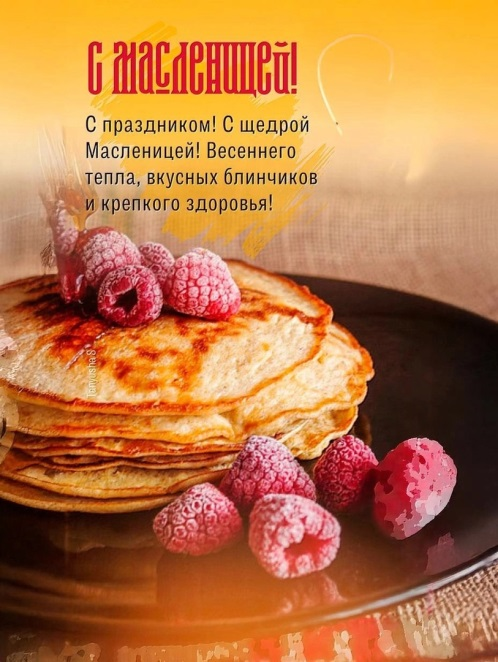 С Масленицей!
С праздником! С щедрой
Масленицей! Весеннего
тепла, вкусных блинчиков
и крепкого здоровья!